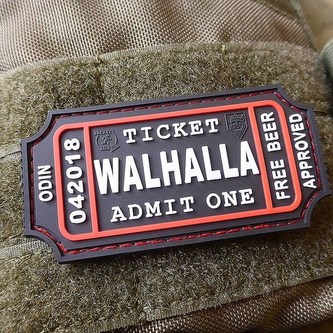 ODIN
042018
TICKET
WALHALLA
ADMIT ONE
FREE BEER
APPROVED